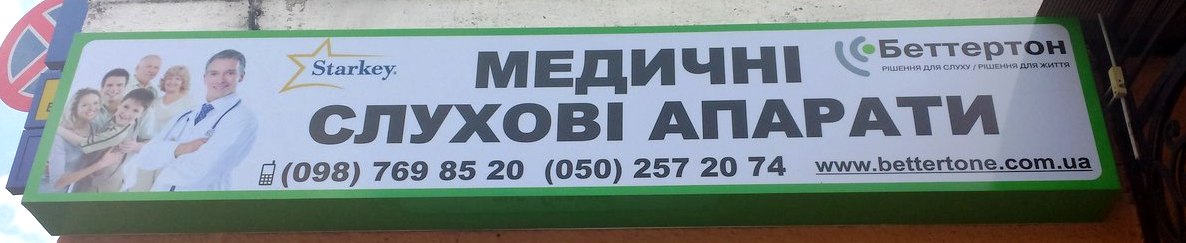 Starkey.
МЕДИЧНІ
СЛУХОВІ АПАРАТИ
Беттертон
РІШЕННЯ ДЛЯ СЛУХУ / РІШЕННЯ ДЛЯ ЖИТТЯ
(098) 769 85 20 (050) 257 20 74
www.bettertone.com.ua